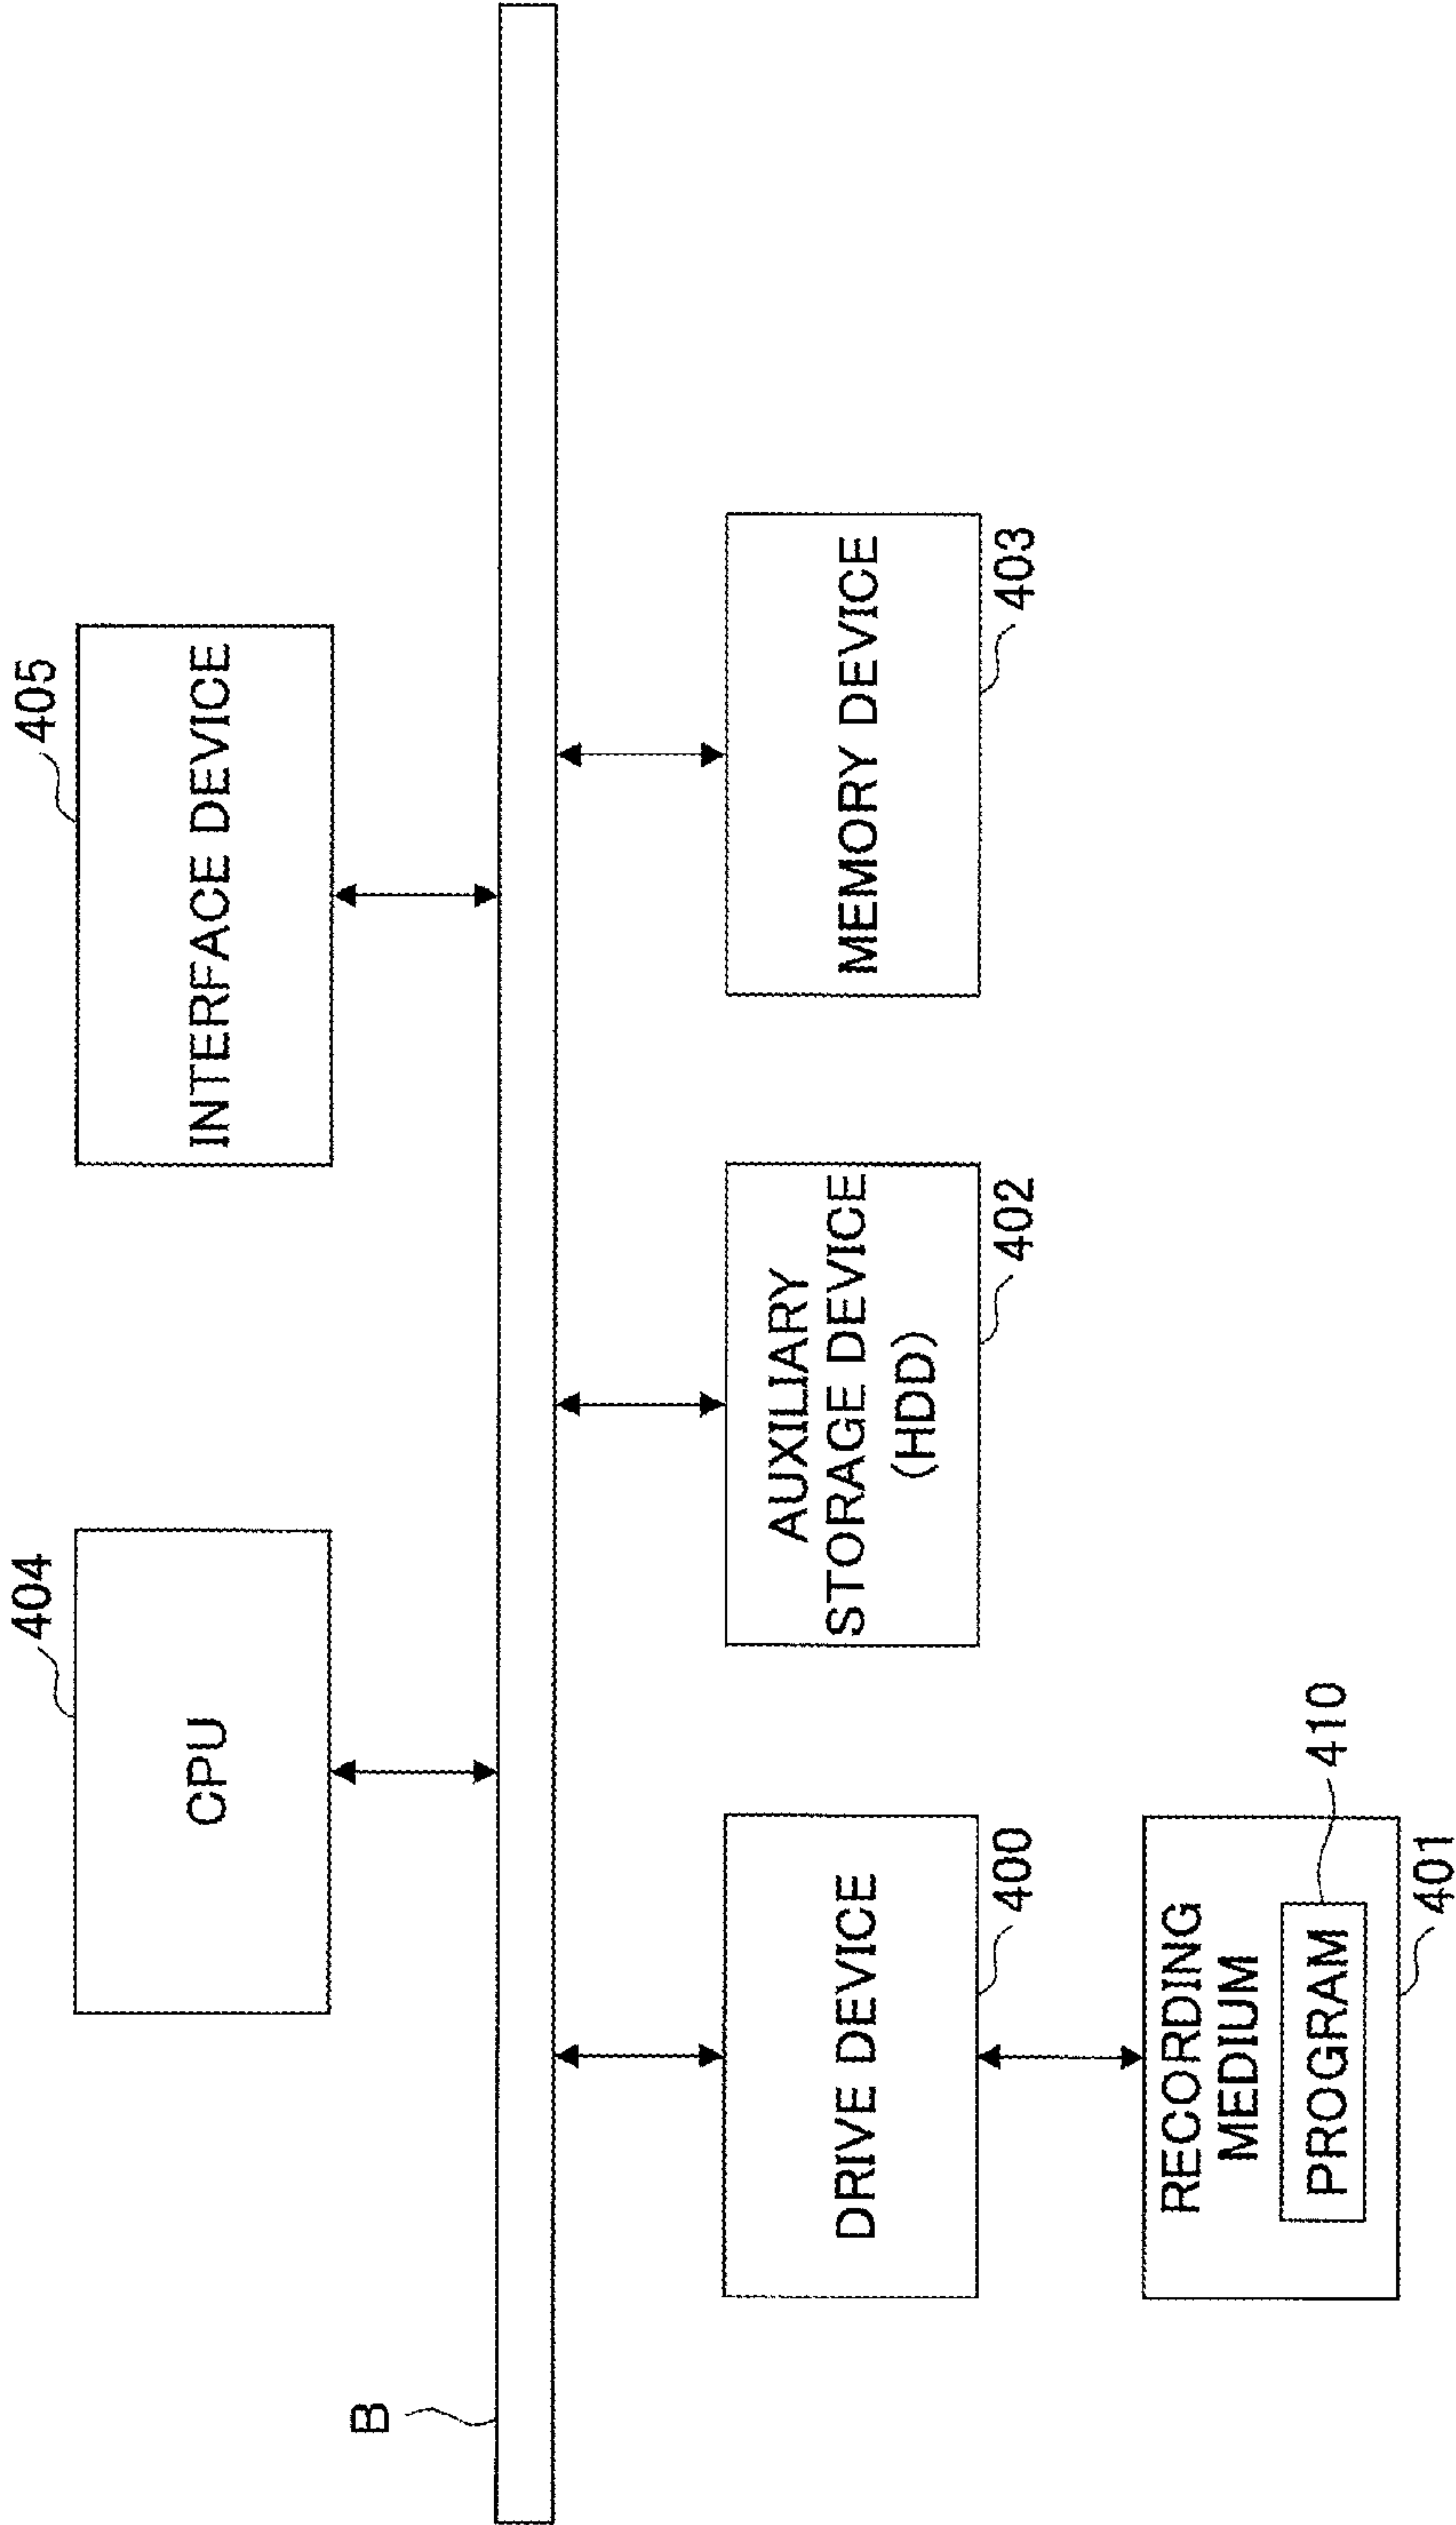 404
CPU
405
INTERFACE DEVICE
B
DRIVE DEVICE
400
AUXILIARY
STORAGE DEVICE
(HDD)
402
MEMORY DEVICE
403
RECORDING
MEDIUM
PROGRAM
410
401